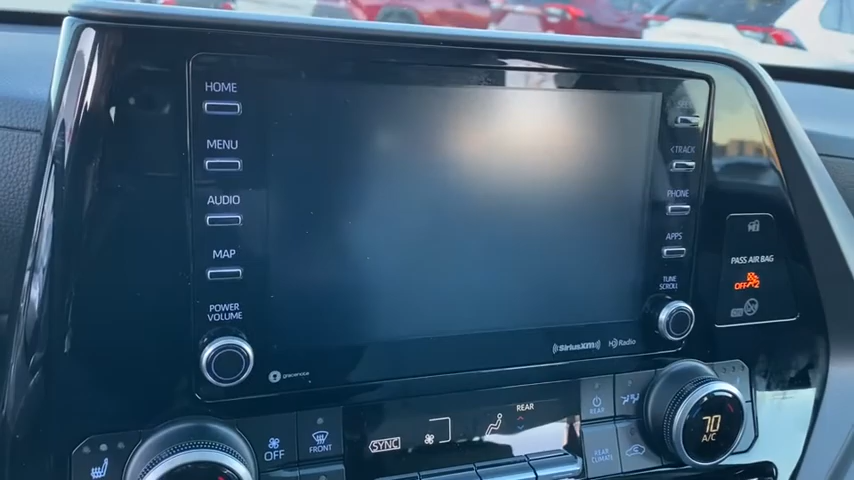 HOME
MENU
AUDIO
MAP
POWER
VOLUME
gracenote
<TRACK
PHONE
APPS
TUNE
SCROLL
((SiriusXM))
HD Radio
PASS AIR BAG
OFF
2
OFF
FRONT
SYNC
REAR
REAR
REAR
CLIMATE
70
A/C